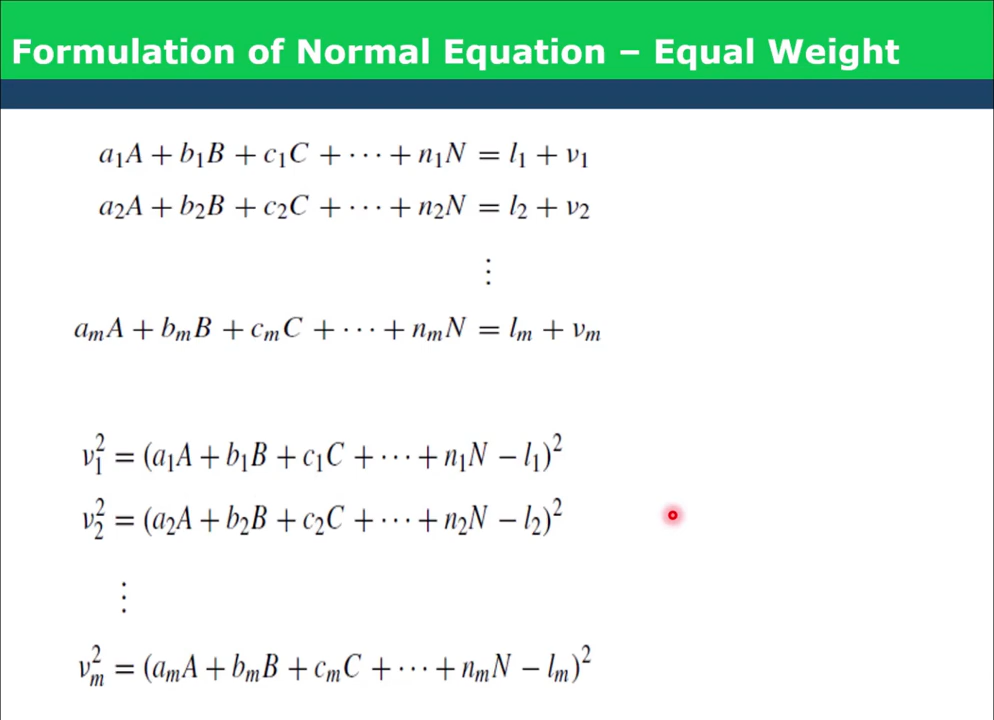 Formulation of Normal Equation – Equal Weight
a₁A + b₁B + c₁C + ··· + n₁N = l₁ + v₁
a₂A + b₂B + c₂C + ··· + n₂N = l₂ + v₂
⋮
aₘA + bₘB + cₘC + ··· + nₘN = lₘ + vₘ
v₁² = (a₁A + b₁B + c₁C + ··· + n₁N − l₁)²
v₂² = (a₂A + b₂B + c₂C + ··· + n₂N − l₂)²
⋮
vₘ² = (aₘA + bₘB + cₘC + ··· + nₘN − lₘ)²